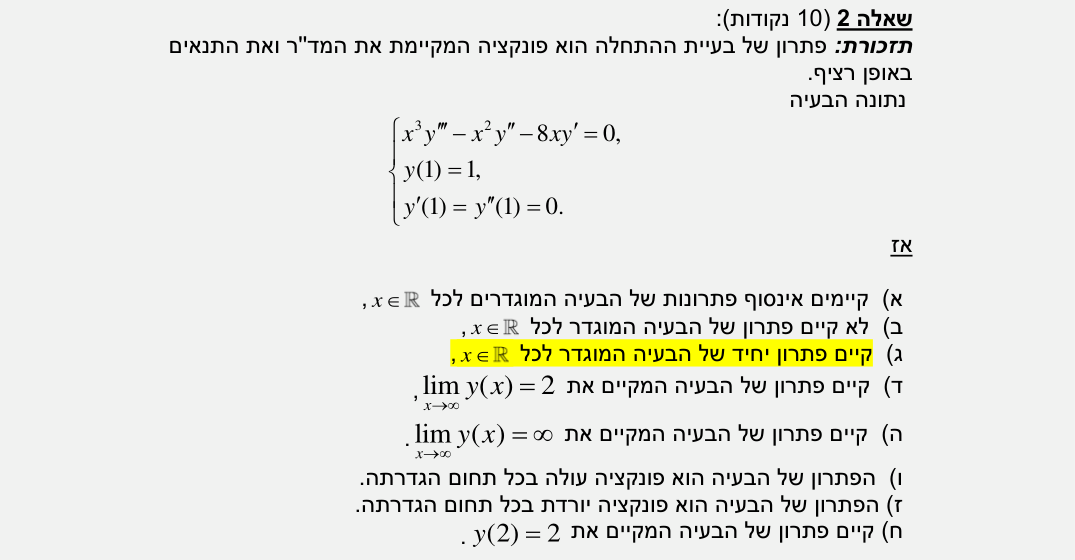 שאלה 2 (10 נקודות):
תזכורת: פתרון של בעיית ההתחלה הוא פונקציה המקיימת את המד"ר ואת התנאים
באופן רציף.
נתונה הבעיה
x³y‴ − x²y″ − 8xy′ = 0,
y(1) = 1,
y′(1) = y″(1) = 0.
אז
א) קיימים אינסוף פתרונות של הבעיה המוגדרים לכל x∈ℝ ,
ב) לא קיים פתרון של הבעיה המוגדר לכל x∈ℝ ,
ג) קיים פתרון יחיד של הבעיה המוגדר לכל x∈ℝ ,
ד) קיים פתרון של הבעיה המקיים את lim x→∞ y(x) = 2 ,
ה) קיים פתרון של הבעיה המקיים את lim x→∞ y(x) = ∞ .
ו) הפתרון של הבעיה הוא פונקציה עולה בכל תחום הגדרתה.
ז) הפתרון של הבעיה הוא פונקציה יורדת בכל תחום הגדרתה.
ח) קיים פתרון של הבעיה המקיים את y(2) = 2 .